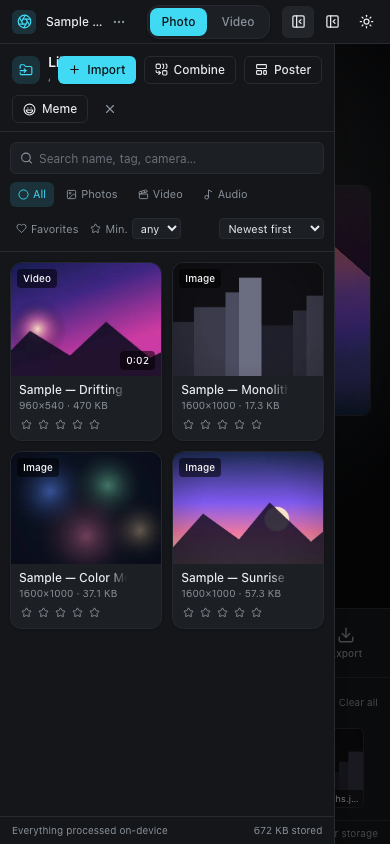 Sample ... Photo Video
Li Import Combine Poster
Meme
Search name, tag, camera...
All Photos Video Audio
Favorites Min. any Newest first
Video Image
0:02
Sample — Drifting Sample — Monolit
960×540 · 470 KB 1600×1000 · 17.3 KB
Image Image
Sample — Color M Sample — Sunrise
1600×1000 · 37.1 KB 1600×1000 · 57.3 KB
xport
Clear all
hs.j...
Everything processed on-device 672 KB stored r storage